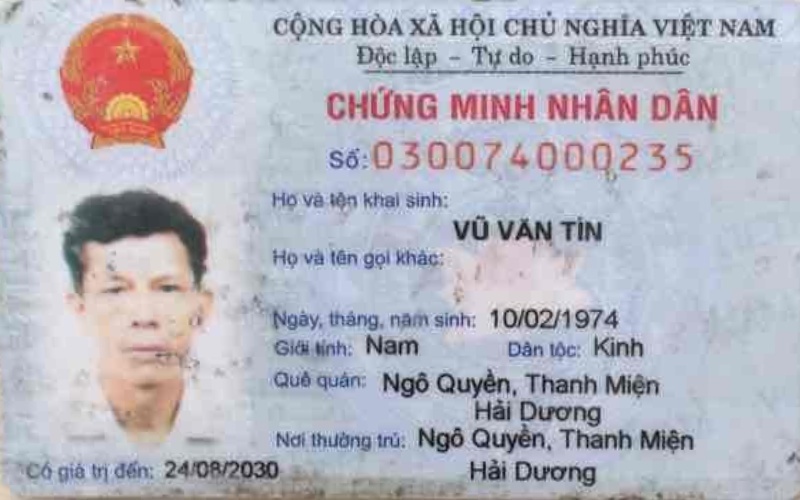 CỘNG HÒA XÃ HỘI CHỦ NGHĨA VIỆT NAM
Độc lập - Tự do - Hạnh phúc
CHỨNG MINH NHÂN DÂN
Số: 030074000235
Họ và tên khai sinh:
VŨ VĂN TÍN
Họ và tên gọi khác:
Ngày, tháng, năm sinh: 10/02/1974
Giới tính: Nam Dân tộc: Kinh
Quê quán: Ngô Quyền, Thanh Miện
Hải Dương
Nơi thường trú: Ngô Quyền, Thanh Miện
Có giá trị đến: 24/08/2030 Hải Dương